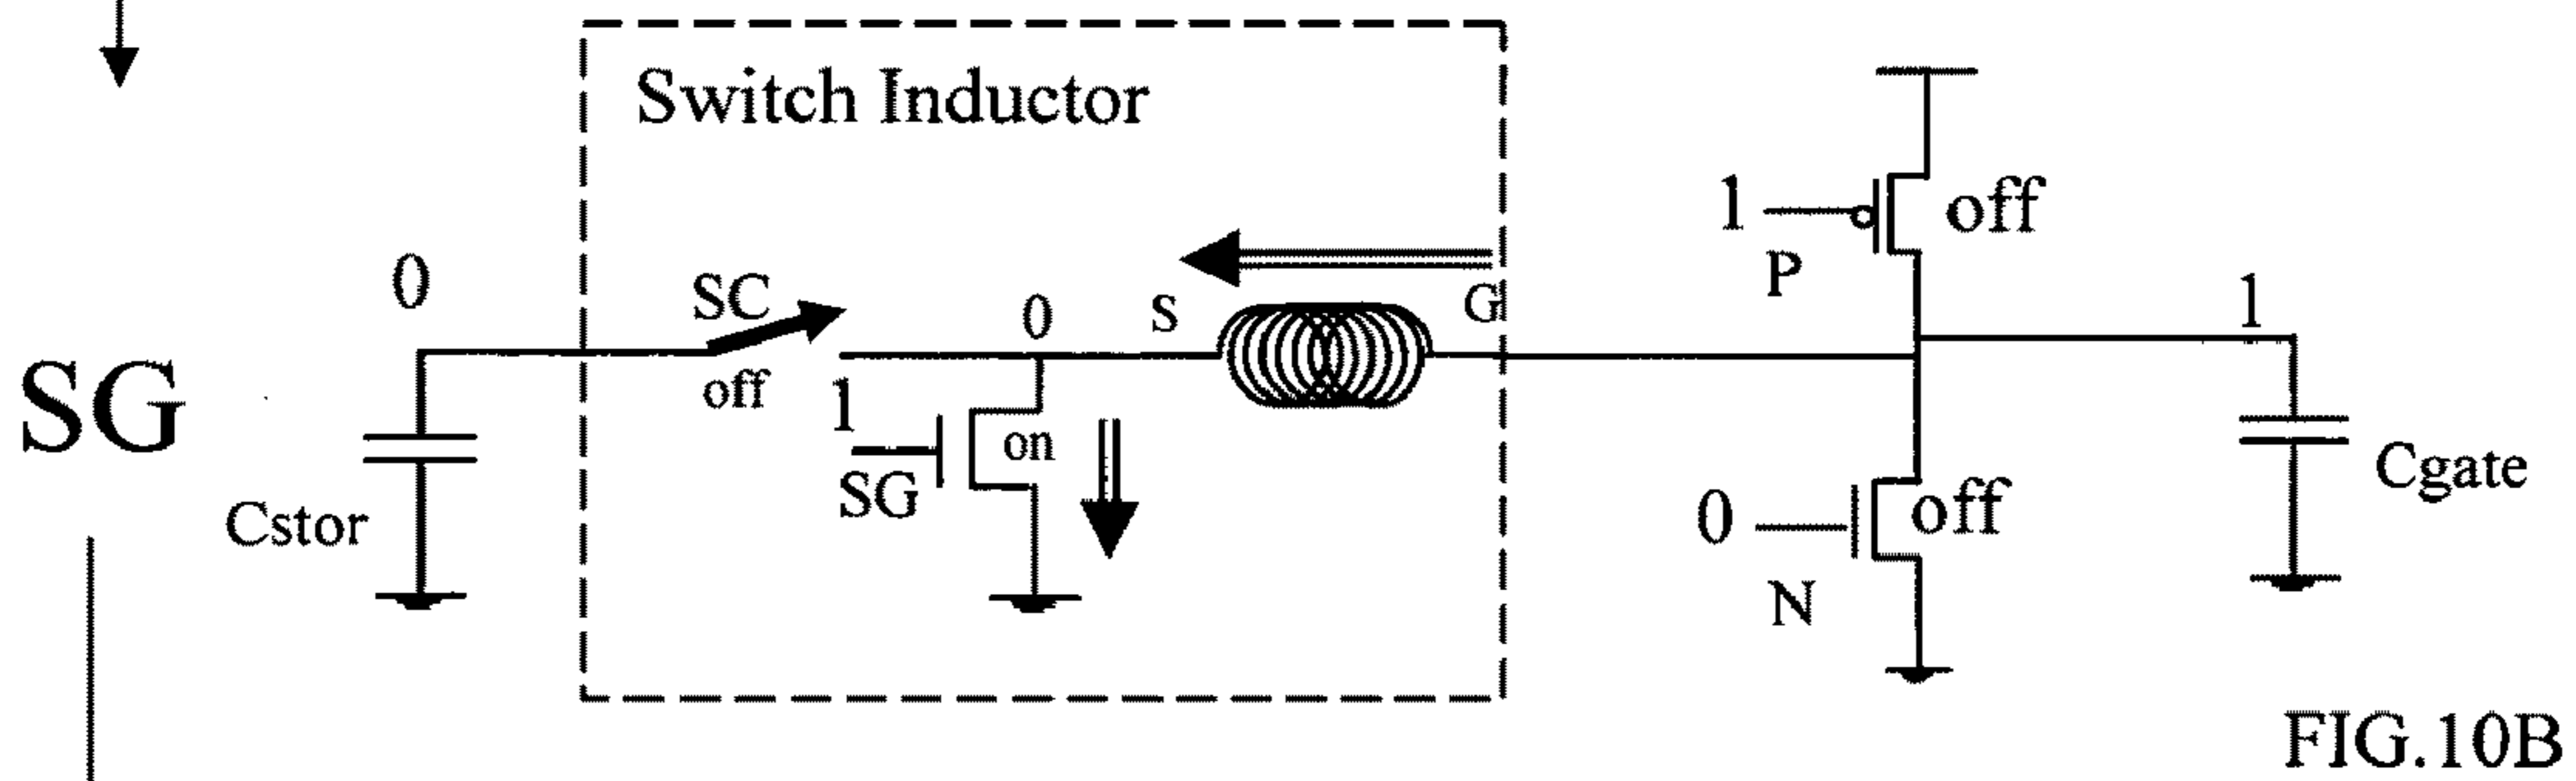 Switch Inductor
1
off
P
0
SC
0
S
G
1
SG
off
1
on
SG
Cstor
0
off
N
Cgate
FIG.10B